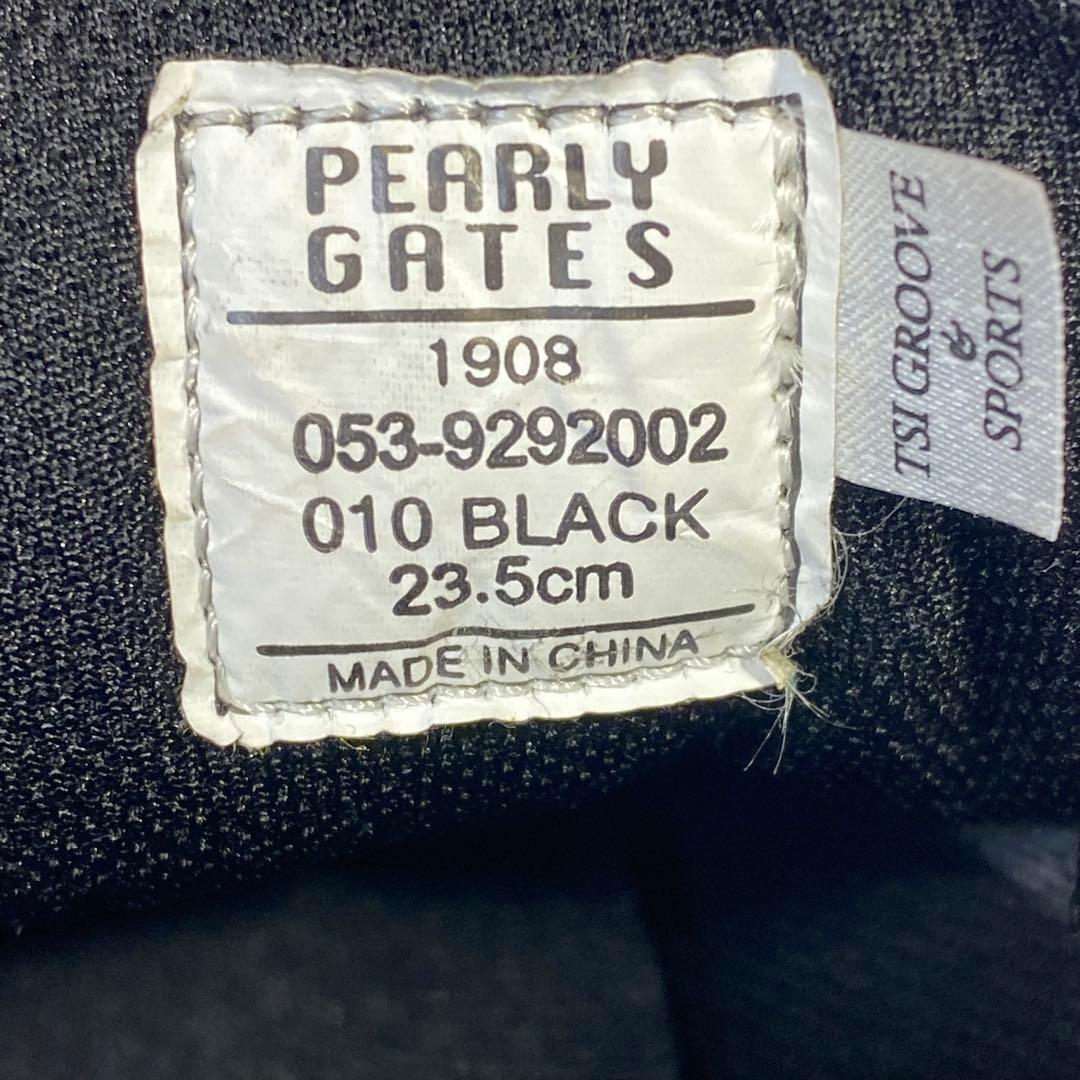 PEARLY
GATES
1908
053-9292002
010 BLACK
23.5cm
MADE IN CHINA
TSI GROOVE
&
SPORTS